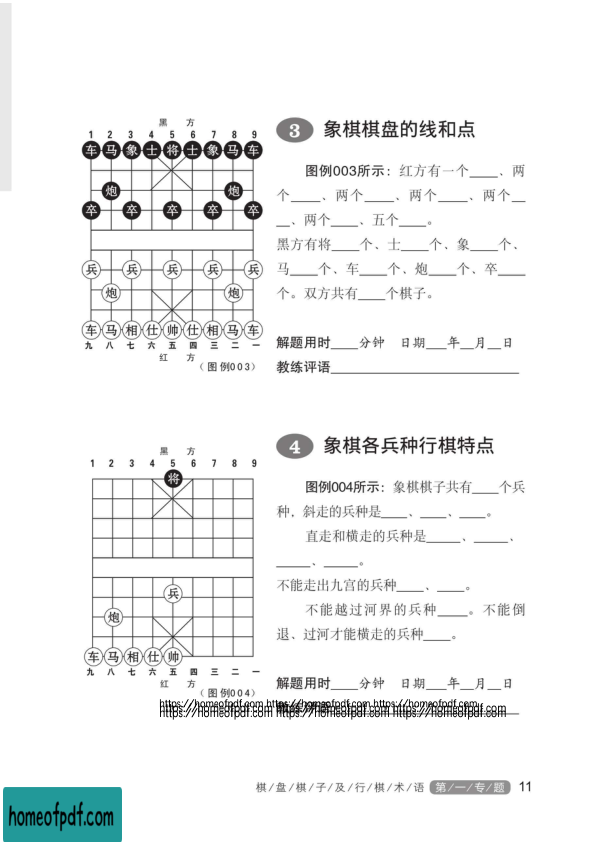 黑 方
1 2 3 4 5 6 7 8 9
车 马 象 士 将 士 象 马 车
炮 炮
卒 卒 卒 卒 卒
兵 兵 兵 兵 兵
炮 炮
车 马 相 仕 帅 仕 相 马 车
九 八 七 六 五 四 三 二 一
红 方
（图例003）
3 象棋棋盘的线和点
图例003所示：红方有一个____、两
个____、两个____、两个____、两个__
__、两个____、五个____。
黑方有将____个、士____个、象____个、
马____个、车____个、炮____个、卒____
个。双方共有____个棋子。
解题用时____分钟 日期___年__月__日
教练评语____________________________
黑 方
1 2 3 4 5 6 7 8 9
将
兵
炮
车 马 相 仕 帅
九 八 七 六 五 四 三 二 一
红 方
（图例004）
4 象棋各兵种行棋特点
图例004所示：象棋棋子共有____个兵
种，斜走的兵种是____、____、____。
直走和横走的兵种是_____、_____、
_____、_____。
不能走出九宫的兵种____、____。
不能越过河界的兵种____。不能倒
退、过河才能横走的兵种____。
解题用时____分钟 日期___年__月__日
https://homeofpdf.com https://homeofpdf.com https://homeofpdf.com
https://homeofpdf.com https://homeofpdf.com https://homeofpdf.com
棋/盘/棋/子/及/行/棋/术/语 第/一/专/题 11
homeofpdf.com